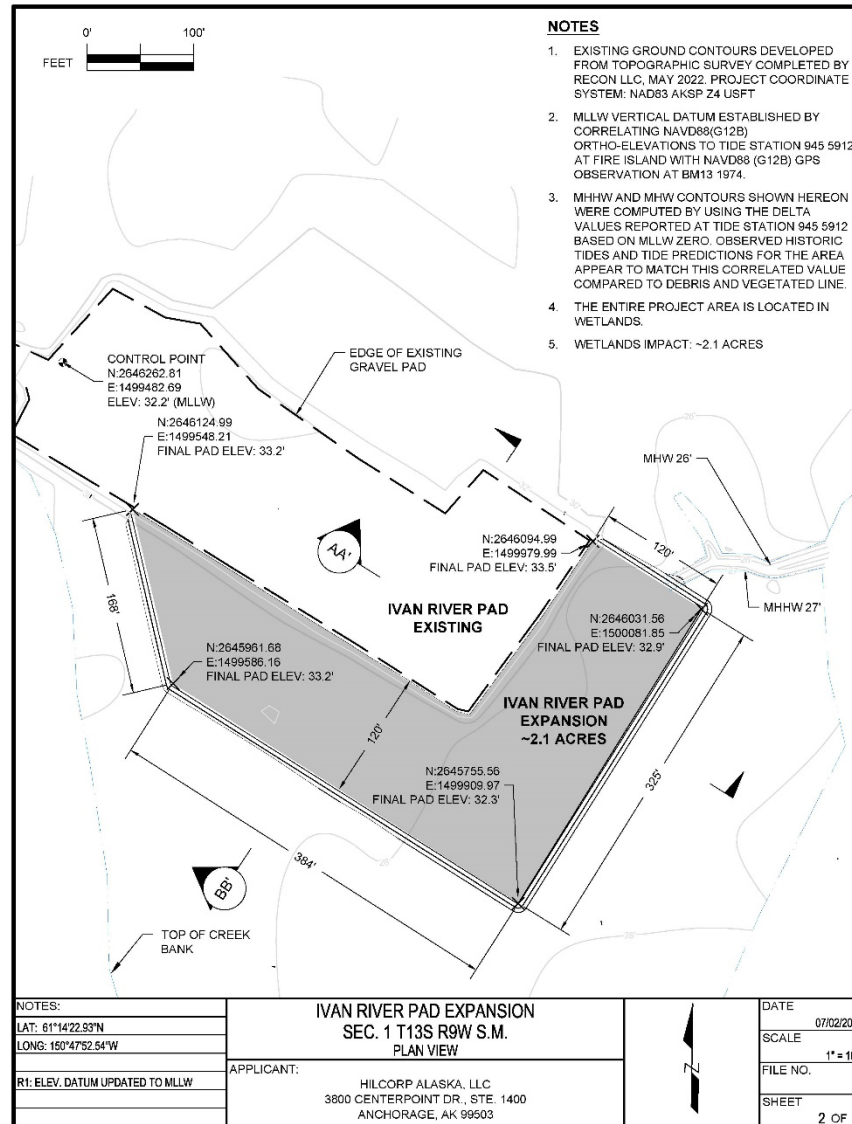 0' 100'
FEET
NOTES
1. EXISTING GROUND CONTOURS DEVELOPED
FROM TOPOGRAPHIC SURVEY COMPLETED BY
RECON LLC, MAY 2022. PROJECT COORDINATE
SYSTEM: NAD83 AKSP Z4 USFT
2. MLLW VERTICAL DATUM ESTABLISHED BY
CORRELATING NAVD88(G12B)
ORTHO-ELEVATIONS TO TIDE STATION 945 5912
AT FIRE ISLAND WITH NAVD88 (G12B) GPS
OBSERVATION AT BM13 1974.
3. MHHW AND MHW CONTOURS SHOWN HEREON
WERE COMPUTED BY USING THE DELTA
VALUES REPORTED AT TIDE STATION 945 5912
BASED ON MLLW ZERO. OBSERVED HISTORIC
TIDES AND TIDE PREDICTIONS FOR THE AREA
APPEAR TO MATCH THIS CORRELATED VALUE
COMPARED TO DEBRIS AND VEGETATED LINE.
4. THE ENTIRE PROJECT AREA IS LOCATED IN
WETLANDS.
5. WETLANDS IMPACT: ~2.1 ACRES
CONTROL POINT
N:2646262.81
E:1499482.69
ELEV: 32.2' (MLLW)
EDGE OF EXISTING
GRAVEL PAD
N:2646124.99
E:1499548.21
FINAL PAD ELEV: 33.2'
MHW 26'
AA'
N:2646094.99
E:1499979.99
FINAL PAD ELEV: 33.5'
120'
MHHW 27'
168'
IVAN RIVER PAD
EXISTING
N:2646031.56
E:1500081.85
FINAL PAD ELEV: 32.9'
N:2645961.68
E:1499586.16
FINAL PAD ELEV: 33.2'
IVAN RIVER PAD
EXPANSION
~2.1 ACRES
120'
N:2645755.56
E:1499909.97
FINAL PAD ELEV: 32.3'
325'
384'
BB'
TOP OF CREEK
BANK
NOTES:
LAT: 61°14'22.93"N
LONG: 150°47'52.54"W
R1: ELEV. DATUM UPDATED TO MLLW
IVAN RIVER PAD EXPANSION
SEC. 1 T13S R9W S.M.
PLAN VIEW
APPLICANT:
HILCORP ALASKA, LLC
3800 CENTERPOINT DR., STE. 1400
ANCHORAGE, AK 99503
N
DATE
07/02/20
SCALE
1" = 1
FILE NO.
SHEET
2 OF